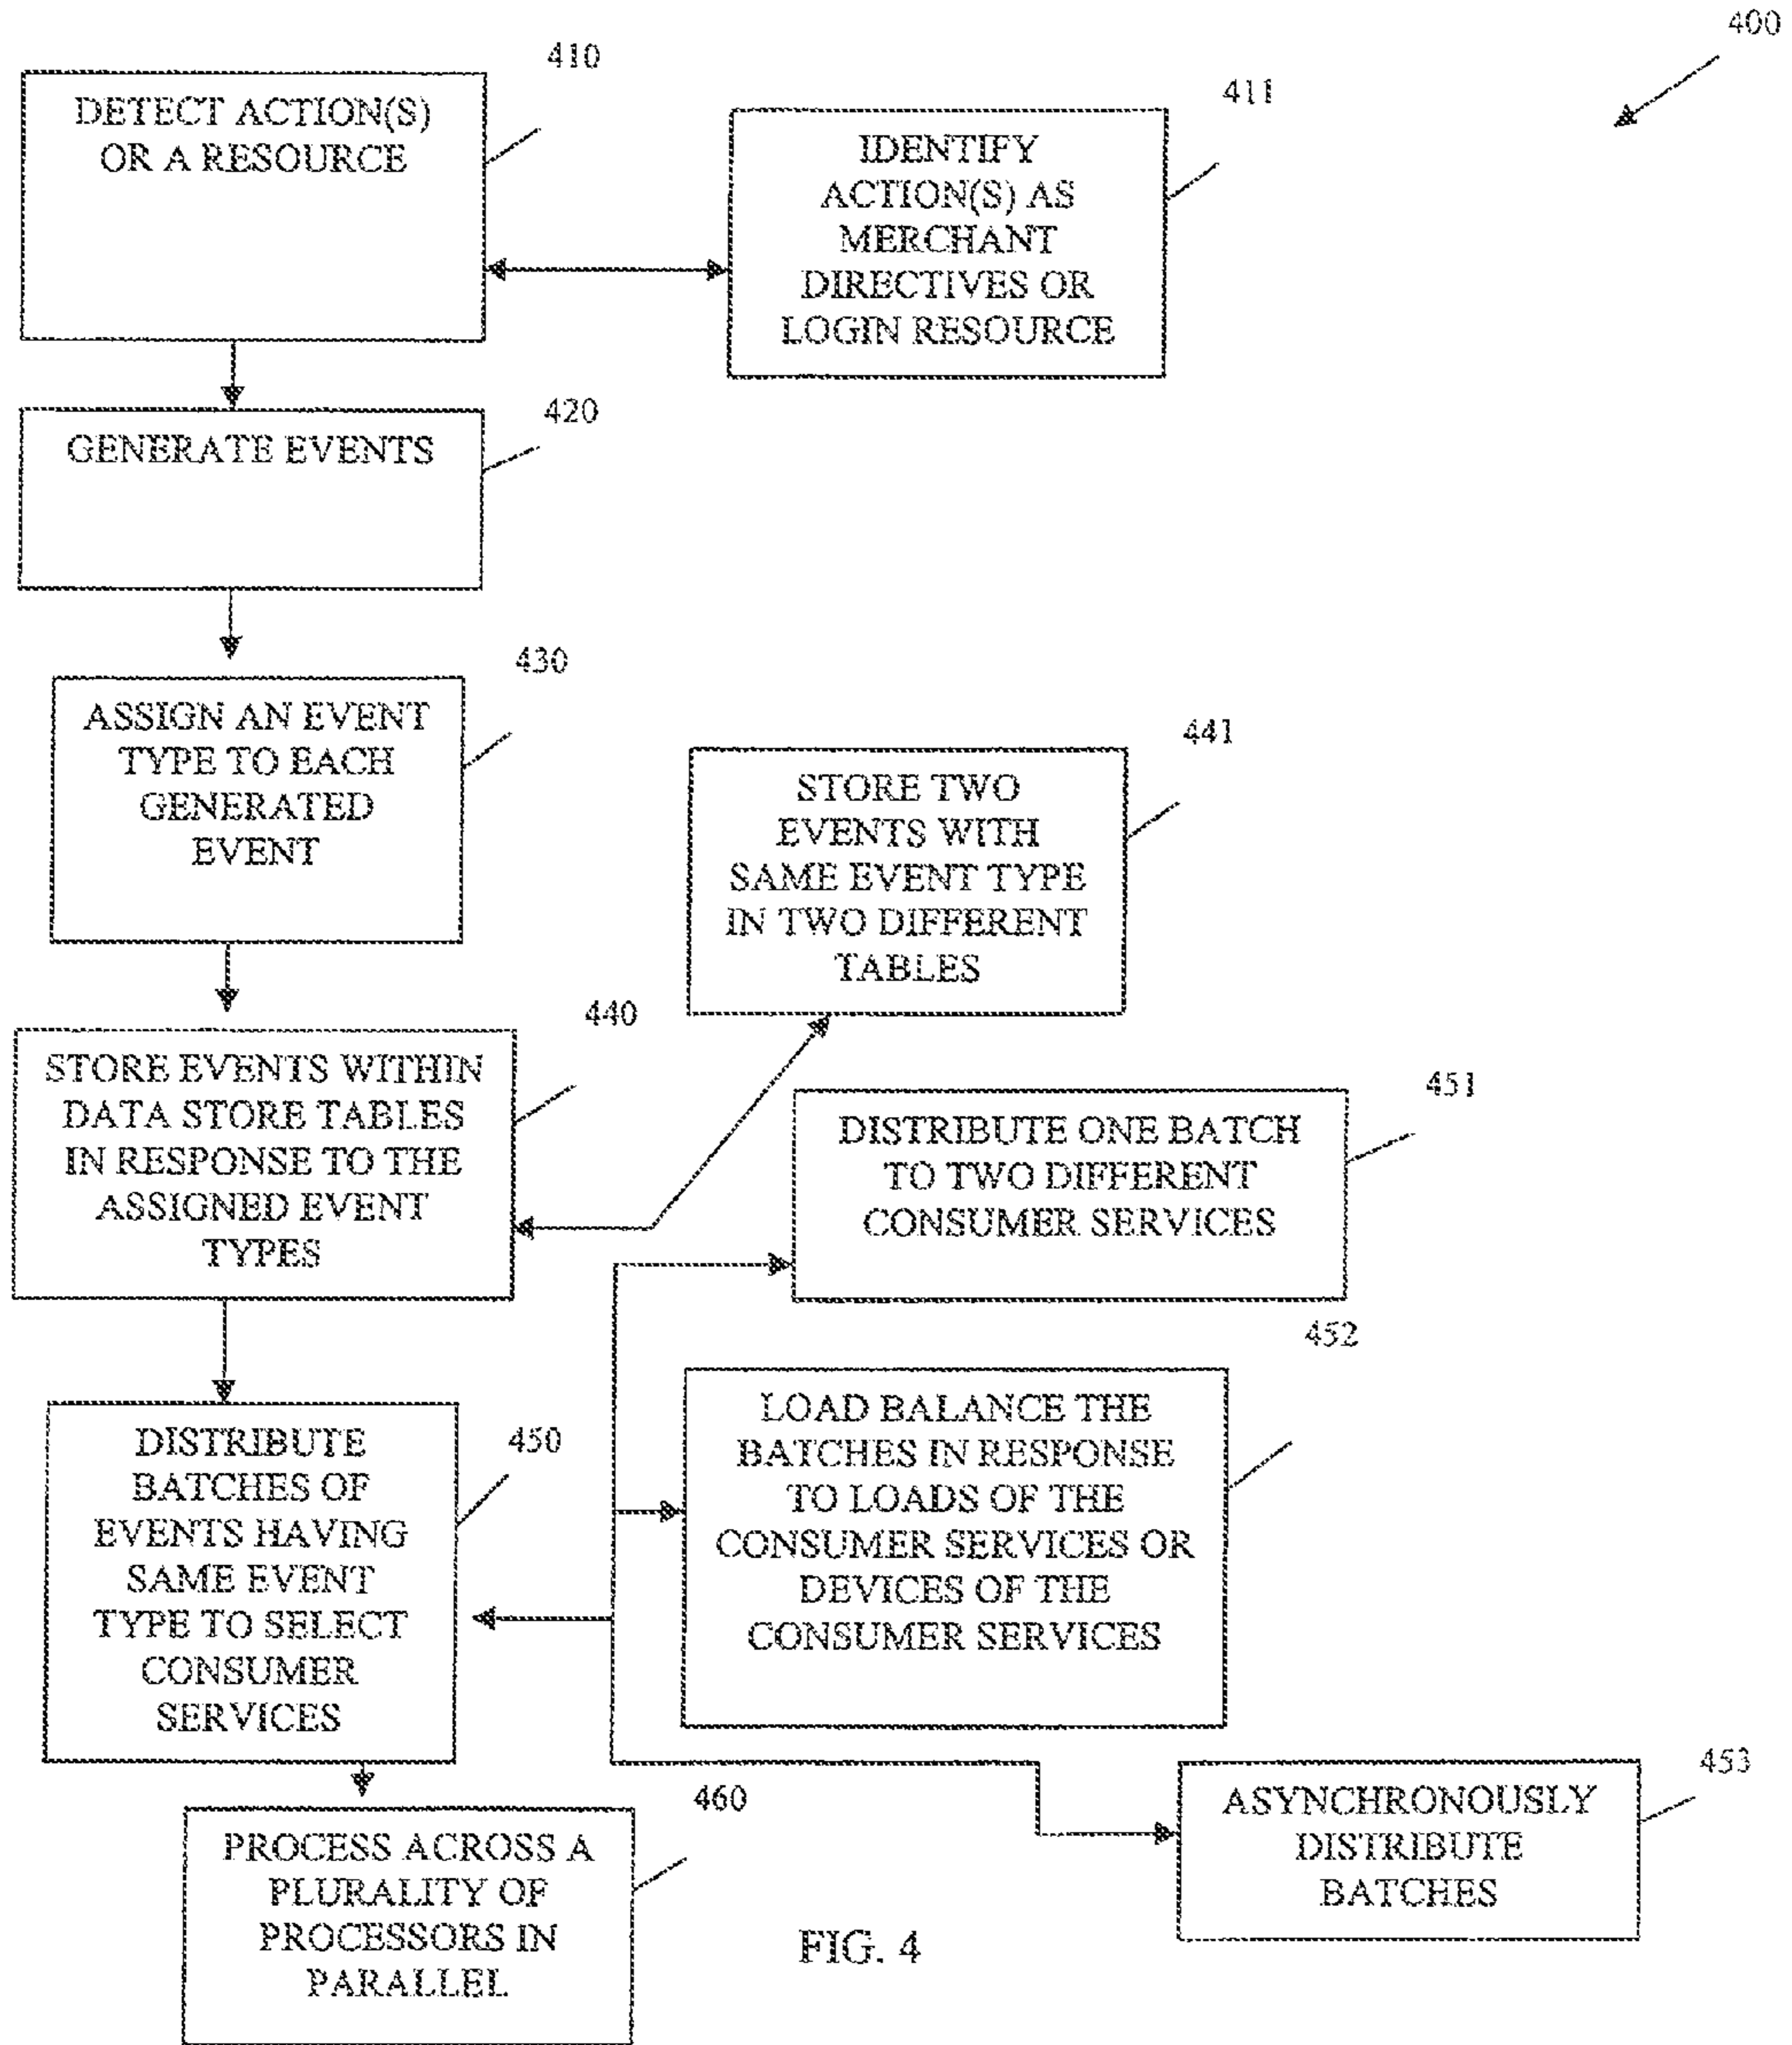 400
410
DETECT ACTION(S)
OR A RESOURCE
411
IDENTIFY
ACTION(S) AS
MERCHANT
DIRECTIVES OR
LOGIN RESOURCE
420
GENERATE EVENTS
430
ASSIGN AN EVENT
TYPE TO EACH
GENERATED
EVENT
441
STORE TWO
EVENTS WITH
SAME EVENT TYPE
IN TWO DIFFERENT
TABLES
440
STORE EVENTS WITHIN
DATA STORE TABLES
IN RESPONSE TO THE
ASSIGNED EVENT
TYPES
451
DISTRIBUTE ONE BATCH
TO TWO DIFFERENT
CONSUMER SERVICES
452
LOAD BALANCE THE
BATCHES IN RESPONSE
TO LOADS OF THE
CONSUMER SERVICES OR
DEVICES OF THE
CONSUMER SERVICES
450
DISTRIBUTE
BATCHES OF
EVENTS HAVING
SAME EVENT
TYPE TO SELECT
CONSUMER
SERVICES
453
ASYNCHRONOUSLY
DISTRIBUTE
BATCHES
460
PROCESS ACROSS A
PLURALITY OF
PROCESSORS IN
PARALLEL
FIG. 4